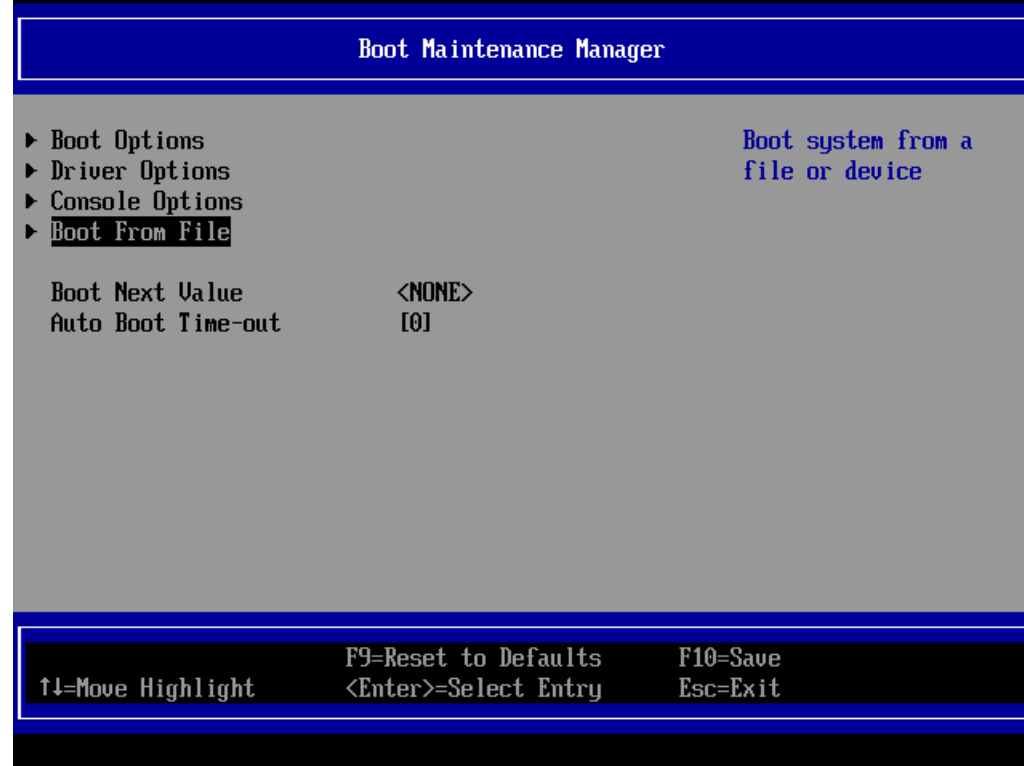 Boot Maintenance Manager
▶ Boot Options
▶ Driver Options
▶ Console Options
▶ Boot From File
Boot system from a
file or device
Boot Next Value <NONE>
Auto Boot Time-out [0]
F9=Reset to Defaults F10=Save
↑↓=Move Highlight <Enter>=Select Entry Esc=Exit